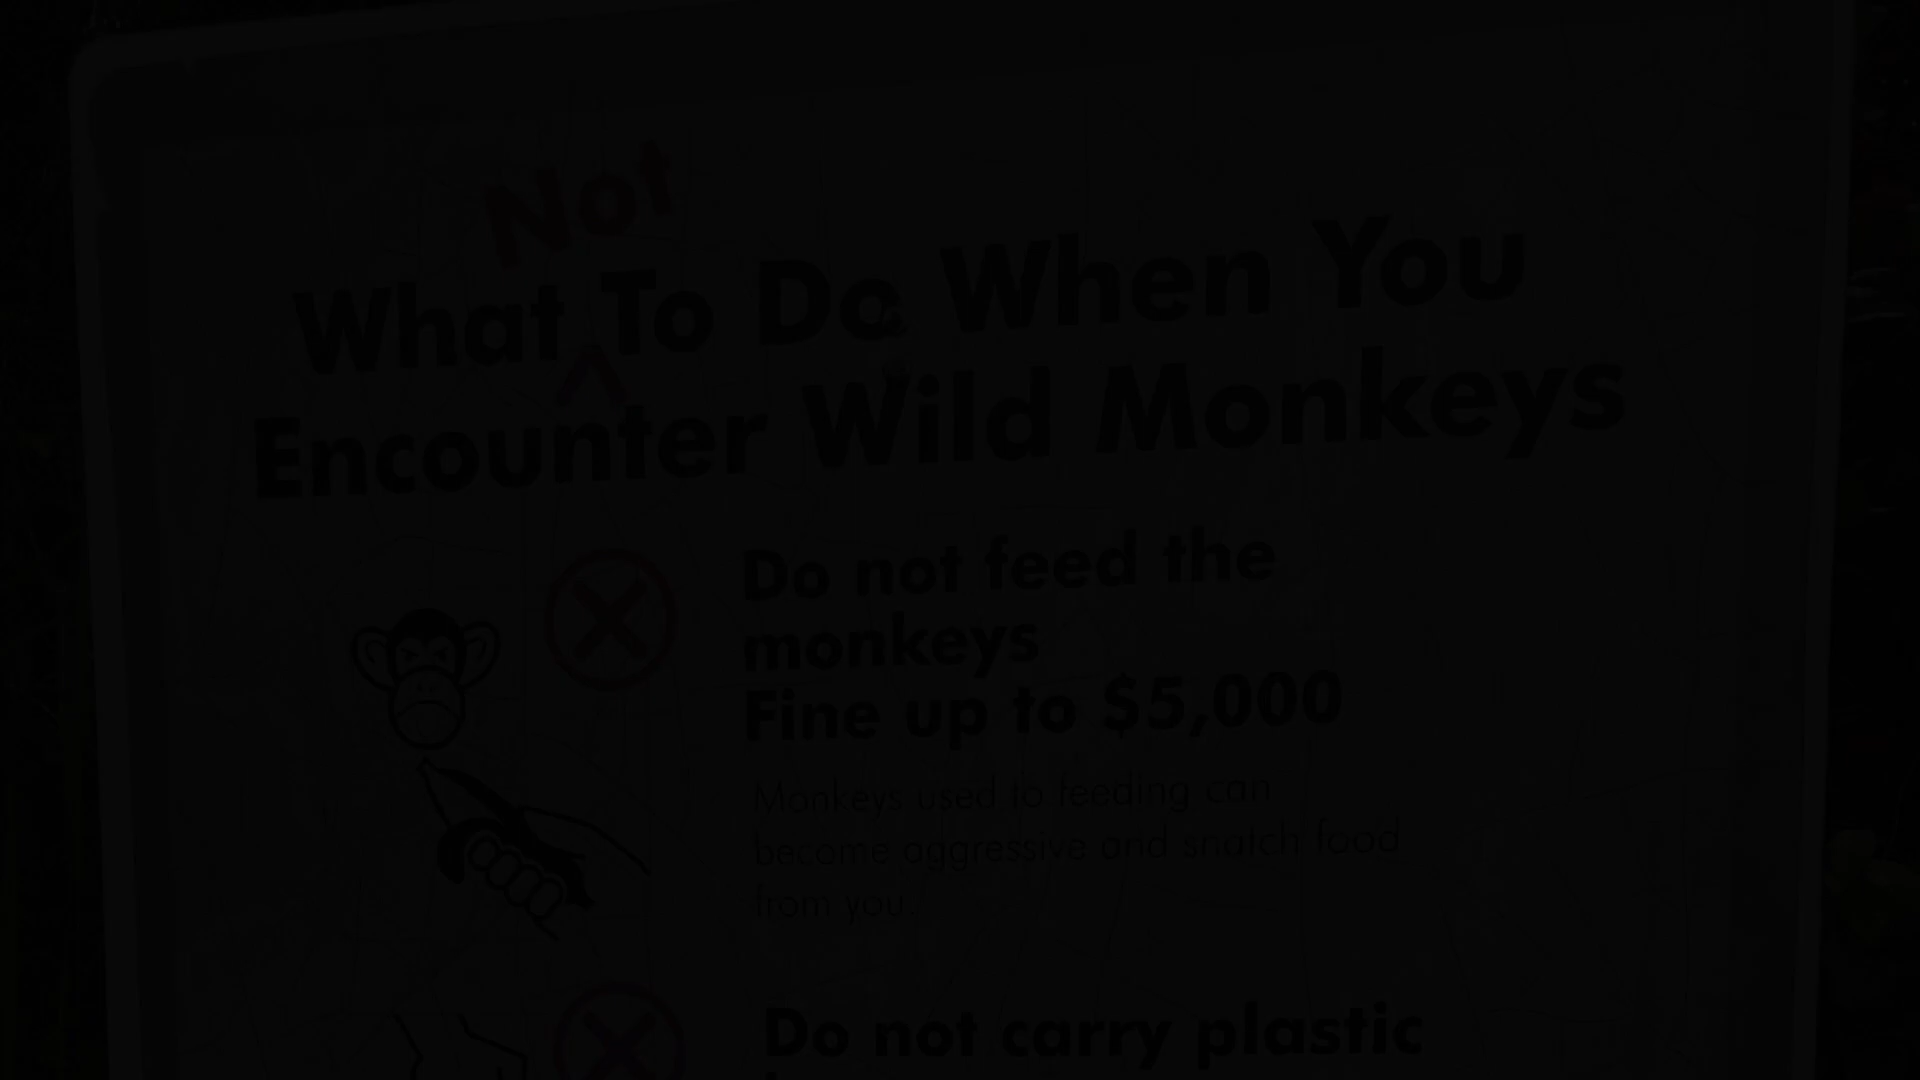 Not
What To Do When You
Encounter Wild Monkeys
Do not feed the
monkeys
Fine up to $5,000
Monkeys used to feeding can
become aggressive and snatch food
from you.
Do not carry plastic